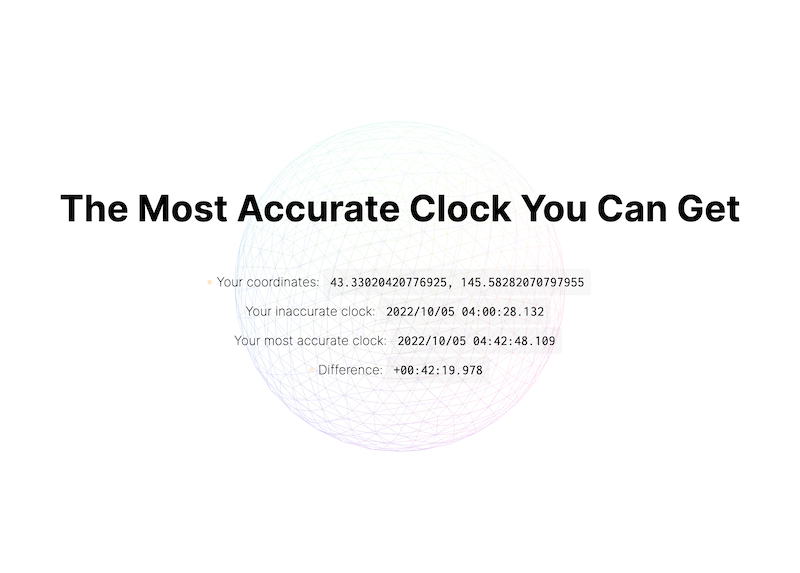 The Most Accurate Clock You Can Get
Your coordinates: 43.33020420776925, 145.58282070797955
Your inaccurate clock: 2022/10/05 04:00:28.132
Your most accurate clock: 2022/10/05 04:42:48.109
Difference: +00:42:19.978